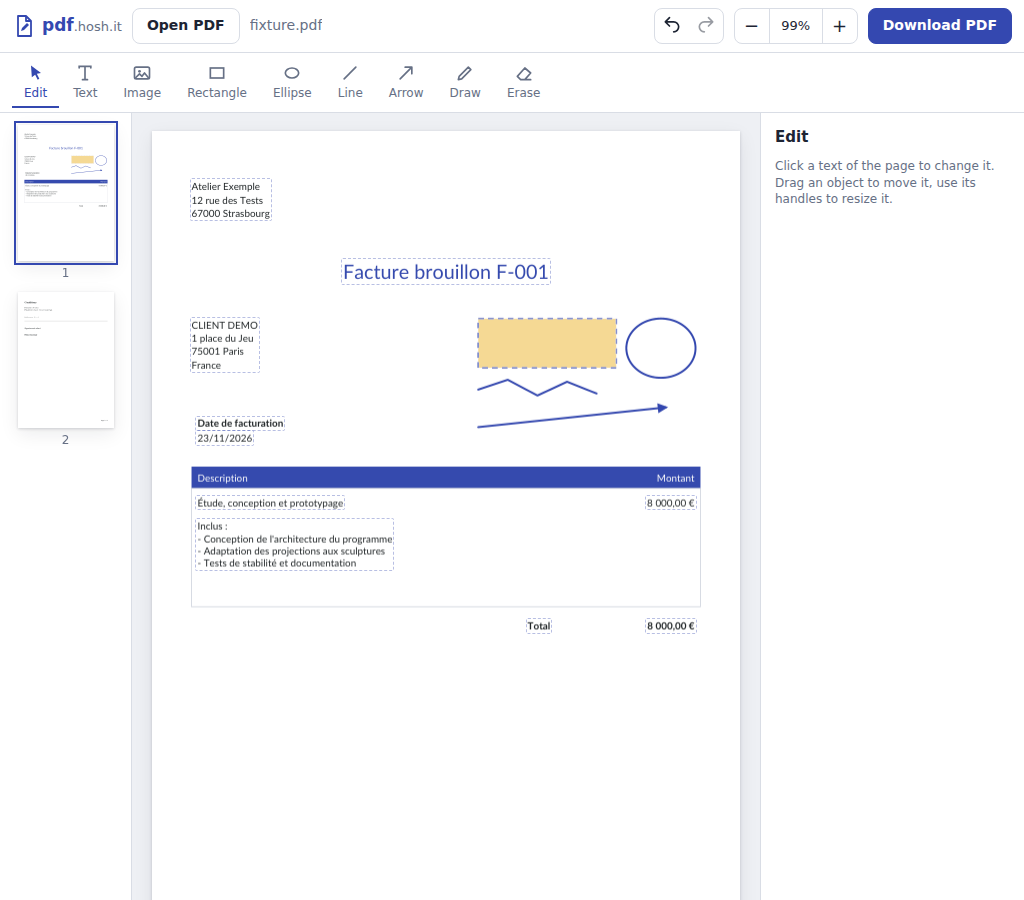 pdf.hosh.it
Open PDF
fixture.pdf
99%
Download PDF
Edit
Text
Image
Rectangle
Ellipse
Line
Arrow
Draw
Erase
1
2
Atelier Exemple
12 rue des Tests
67000 Strasbourg
Facture brouillon F-001
CLIENT DEMO
1 place du Jeu
75001 Paris
France
Date de facturation
23/11/2026
Description Montant
Étude, conception et prototypage 8 000,00 €
Inclus :
- Conception de l'architecture du programme
- Adaptation des projections aux sculptures
- Tests de stabilité et documentation
Total 8 000,00 €
Edit
Click a text of the page to change it.
Drag an object to move it, use its
handles to resize it.